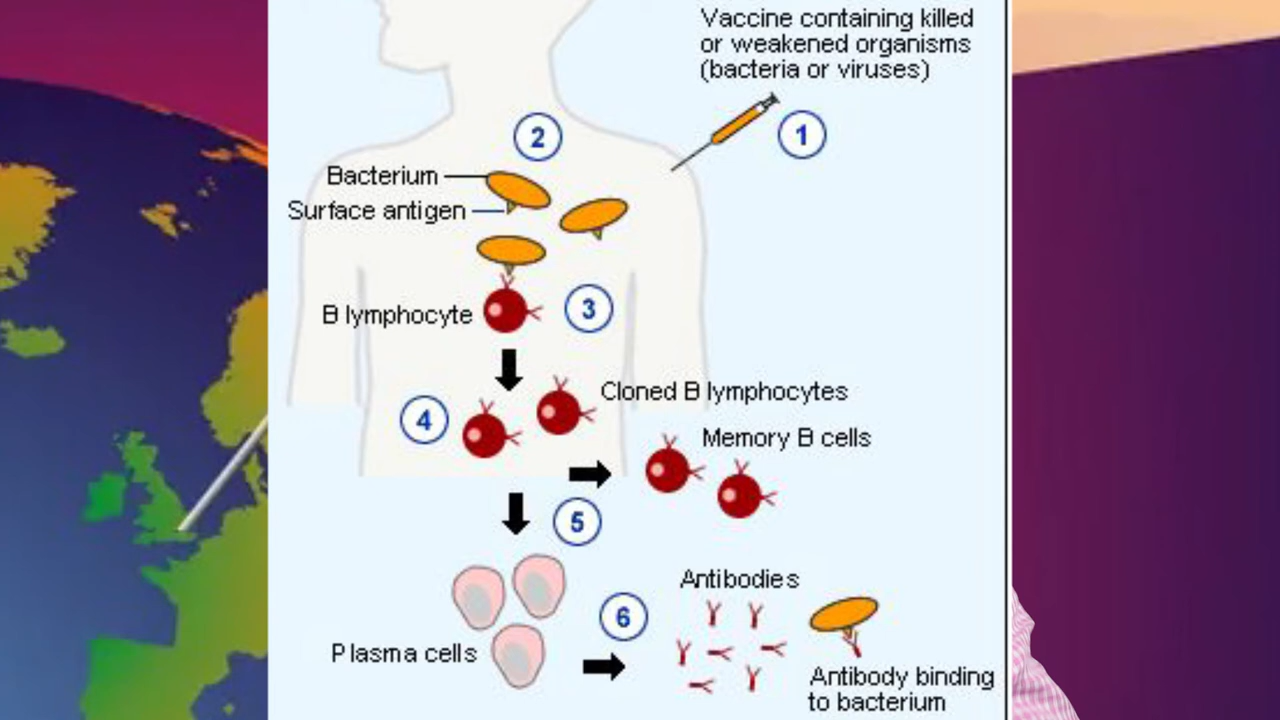 Vaccine containing killed
or weakened organisms
(bacteria or viruses)
1
2
Bacterium
Surface antigen
B lymphocyte
3
Cloned B lymphocytes
4
Memory B cells
5
Antibodies
6
Plasma cells
Antibody binding
to bacterium